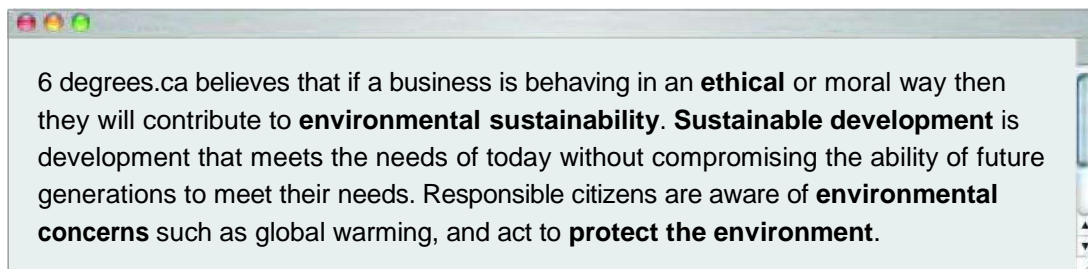 6 degrees.ca believes that if a business is behaving in an ethical or moral way then
they will contribute to environmental sustainability. Sustainable development is
development that meets the needs of today without compromising the ability of future
generations to meet their needs. Responsible citizens are aware of environmental
concerns such as global warming, and act to protect the environment.